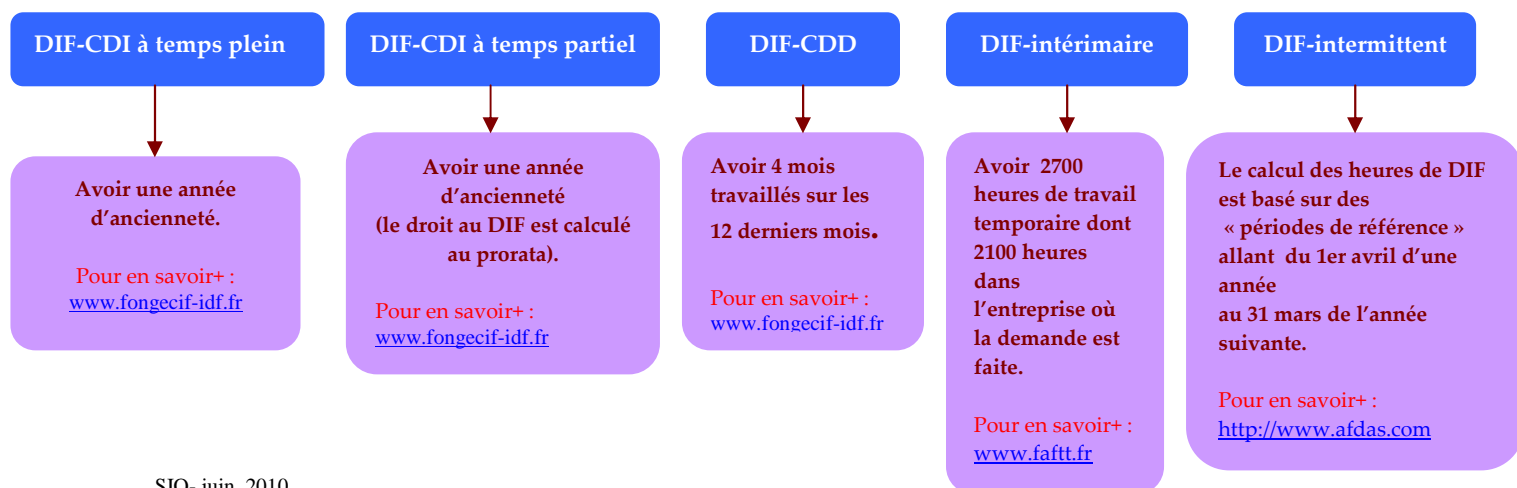 DIF-CDI à temps plein
Avoir une année
d’ancienneté.
Pour en savoir+ :
www.fongecif-idf.fr
DIF-CDI à temps partiel
Avoir une année
d’ancienneté
(le droit au DIF est calculé
au prorata).
Pour en savoir+ :
www.fongecif-idf.fr
DIF-CDD
Avoir 4 mois
travaillés sur les
12 derniers mois.
Pour en savoir+ :
www.fongecif-idf.fr
DIF-intérimaire
Avoir 2700
heures de travail
temporaire dont
2100 heures
dans
l’entreprise où
la demande est
faite.
Pour en savoir+ :
www.faftt.fr
DIF-intermittent
Le calcul des heures de DIF
est basé sur des
« périodes de référence »
allant du 1er avril d’une
année
au 31 mars de l’année
suivante.
Pour en savoir+ :
http://www.afdas.com
SIO- juin 2010